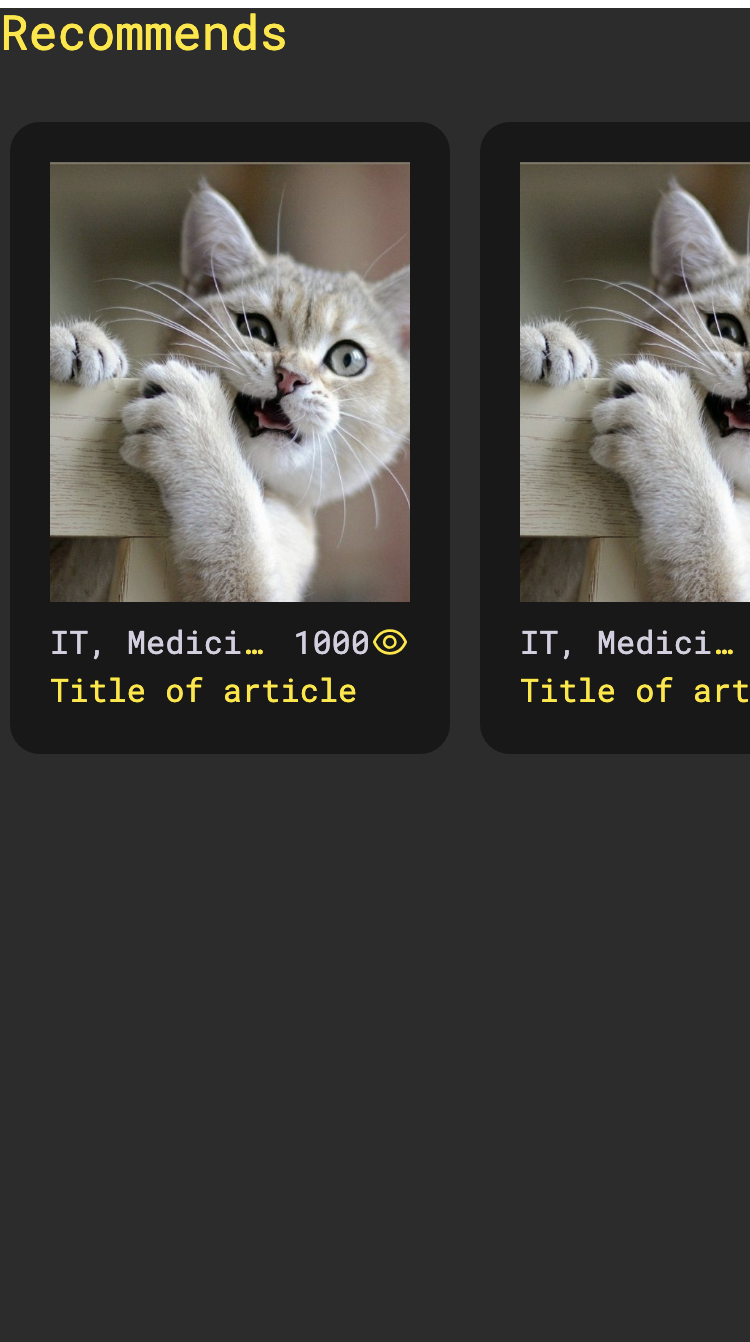 Recommends
IT, Medici… 1000
Title of article
IT, Medici…
Title of art